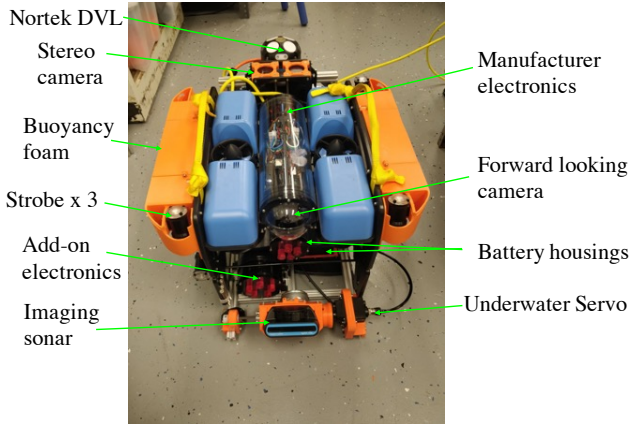 Nortek DVL
Stereo
camera
Buoyancy
foam
Strobe x 3
Add-on
electronics
Imaging
sonar
Manufacturer
electronics
Forward looking
camera
Battery housings
Underwater Servo